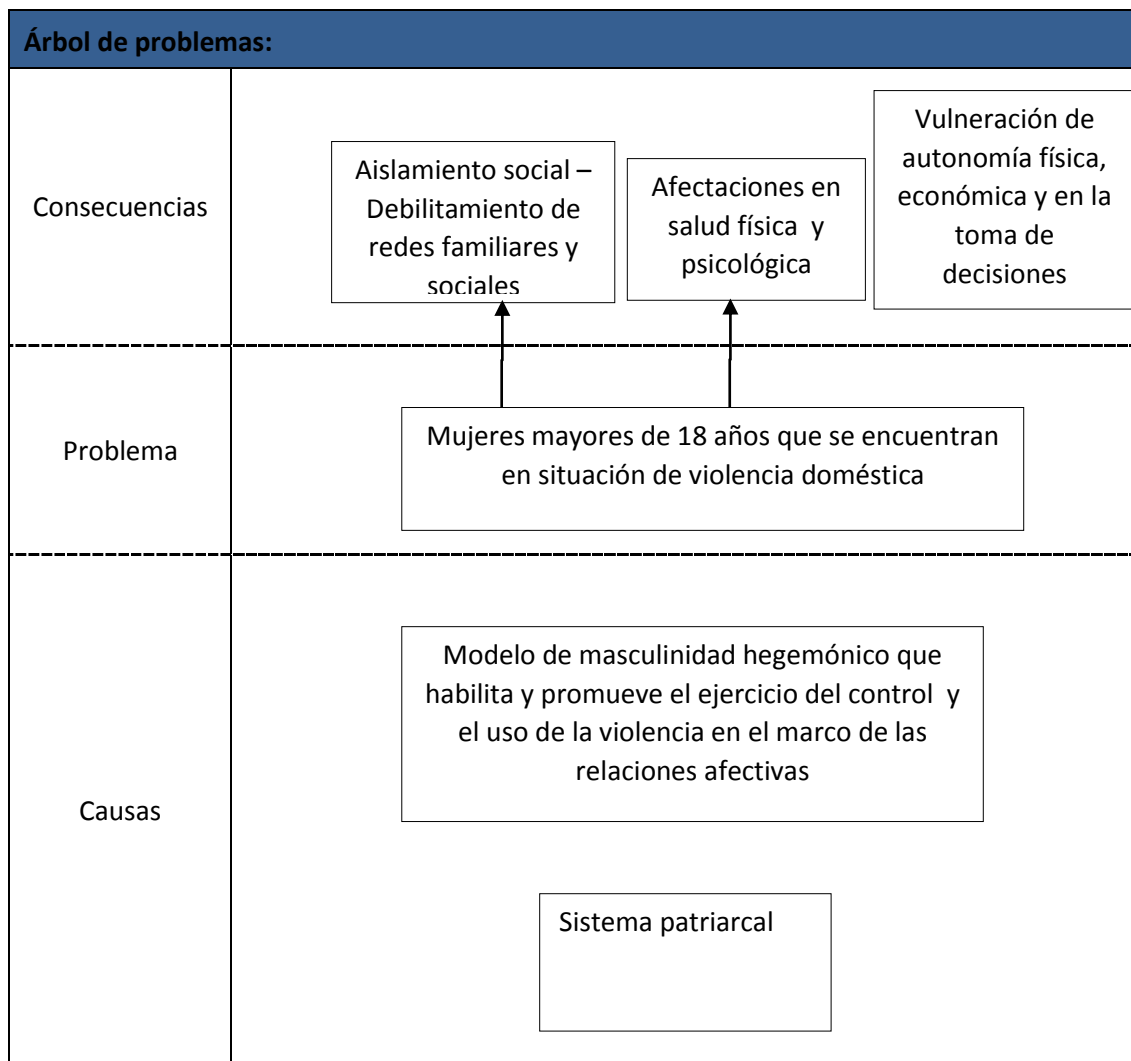 Árbol de problemas:
Consecuencias
Aislamiento social –
Debilitamiento de
redes familiares y
sociales
Afectaciones en
salud física y
psicológica
Vulneración de
autonomía física,
económica y en la
toma de
decisiones
Problema
Mujeres mayores de 18 años que se encuentran
en situación de violencia doméstica
Causas
Modelo de masculinidad hegemónico que
habilita y promueve el ejercicio del control y
el uso de la violencia en el marco de las
relaciones afectivas
Sistema patriarcal